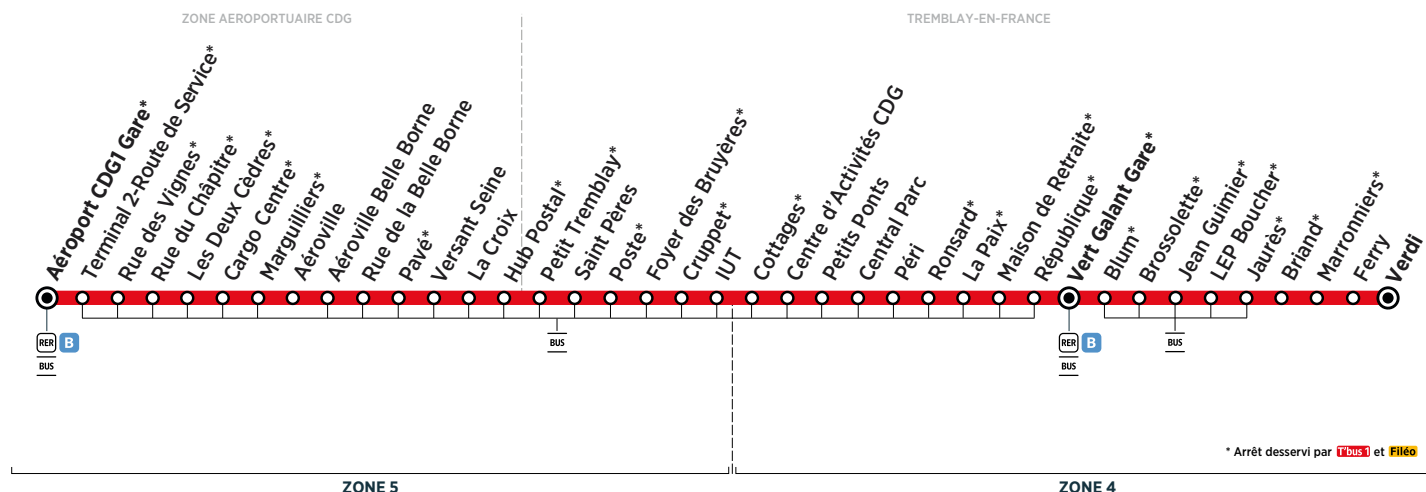 ZONE AEROPORTUAIRE CDG
TREMBLAY-EN-FRANCE
Aéroport CDG1 Gare*
Terminal 2-Route de Service*
Rue des Vignes*
Rue du Châpitre*
Les Deux Cèdres*
Cargo Centre*
Marguilliers*
Aéroville
Aéroville Belle Borne
Rue de la Belle Borne
Pavé*
Versant Seine
La Croix
Hub Postal*
Petit Tremblay*
Saint Pères
Poste*
Foyer des Bruyères*
Cruppet*
IUT
Cottages*
Centre d'Activités CDG
Petits Ponts
Central Parc
Péri
Ronsard*
La Paix*
Maison de Retraite*
République*
Vert Galant Gare*
Blum*
Brossolette*
Jean Guimier*
LEP Boucher*
Jaurès*
Briand*
Marronniers*
Ferry
Verdi
RER B
BUS
BUS
RER B
BUS
BUS
* Arrêt desservi par T'bus 1 et Filéo
ZONE 5
ZONE 4